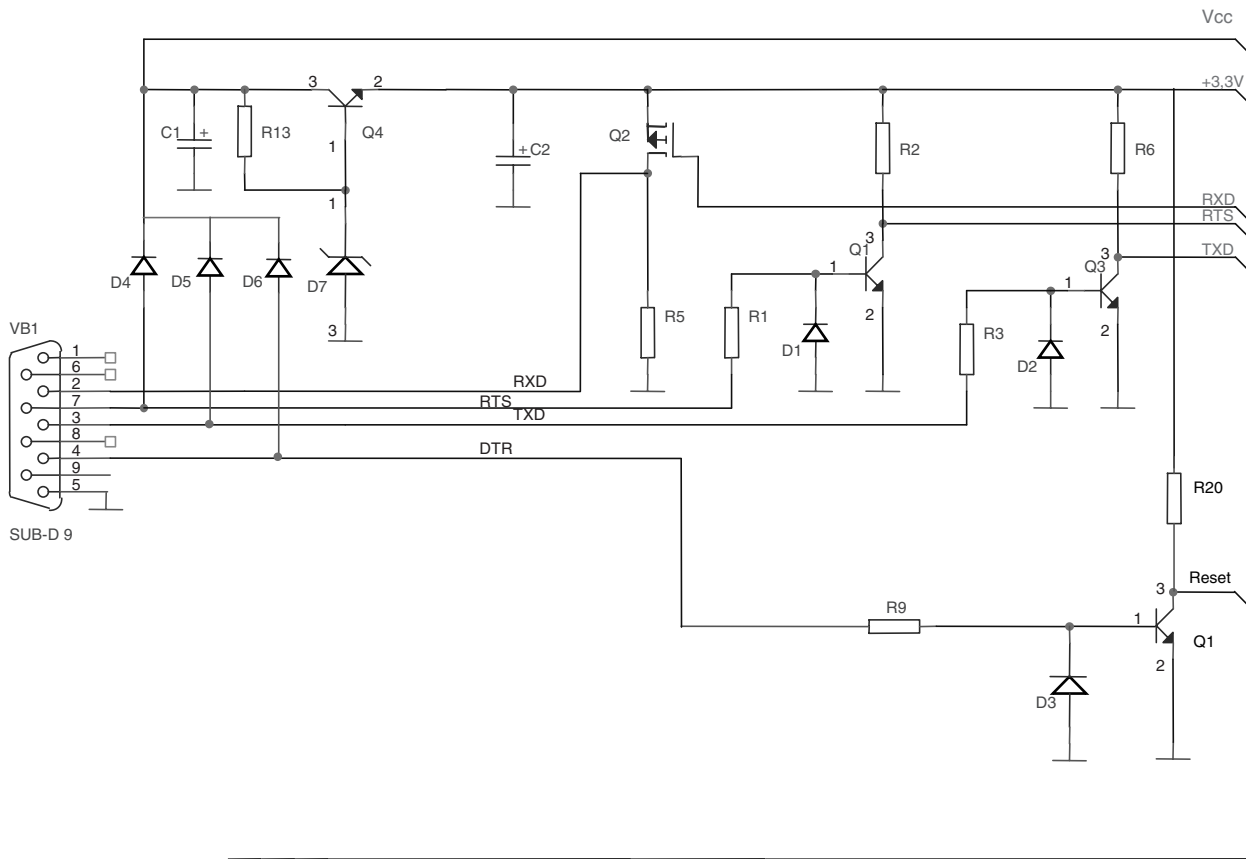 Vcc
+3,3V
3 2
C1 + R13 Q4
1
+ C2
Q2
R2
R6
1
RXD
RTS
3
Q1
TXD
3
Q3
D4 D5 D6 D7
1
1
R5 R1
2
D1
R3
D2
2
3
VB1
1
6
2 RXD
7 RTS
3 TXD
8
4 DTR
9
5
SUB-D 9
R20
Reset
3
R9
1
Q1
2
D3